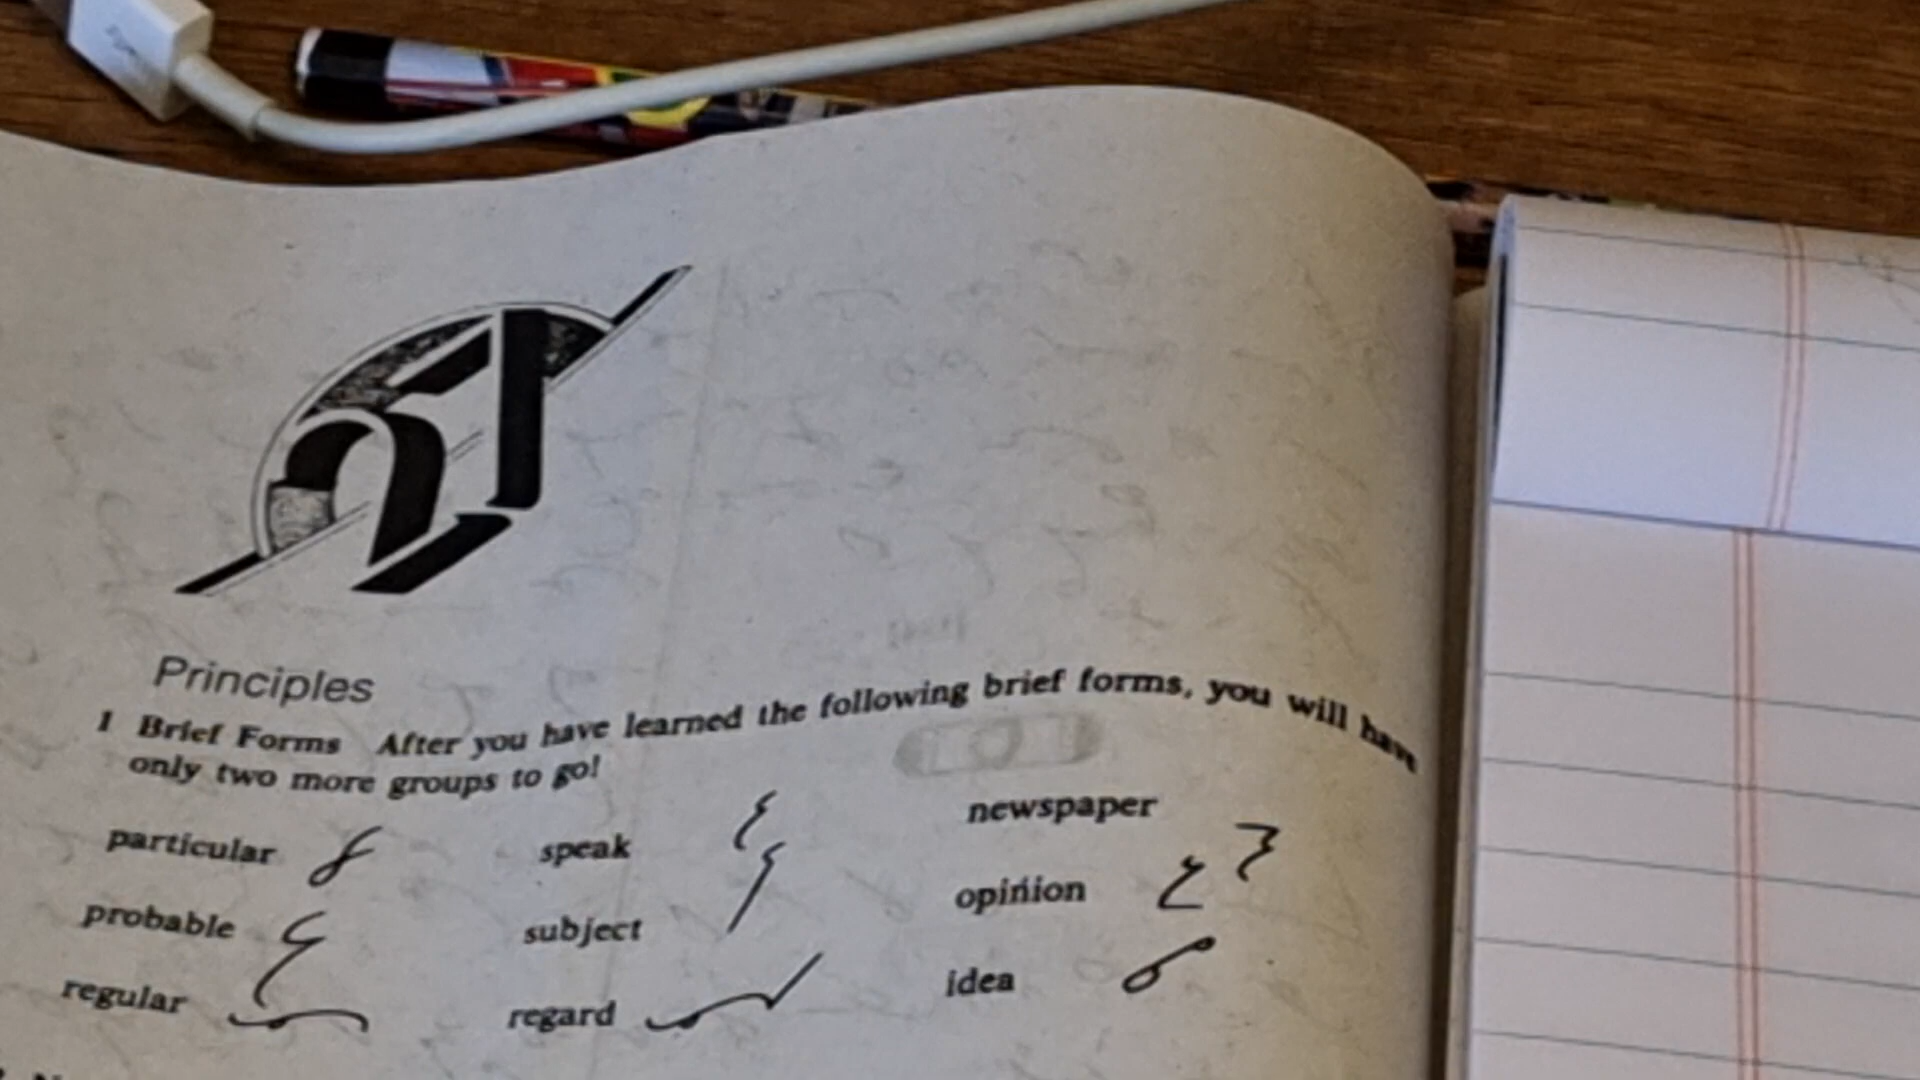 21
Principles
1 Brief Forms After you have learned the following brief forms, you will have
only two more groups to go!
particular speak newspaper
probable subject opinion
regular regard idea